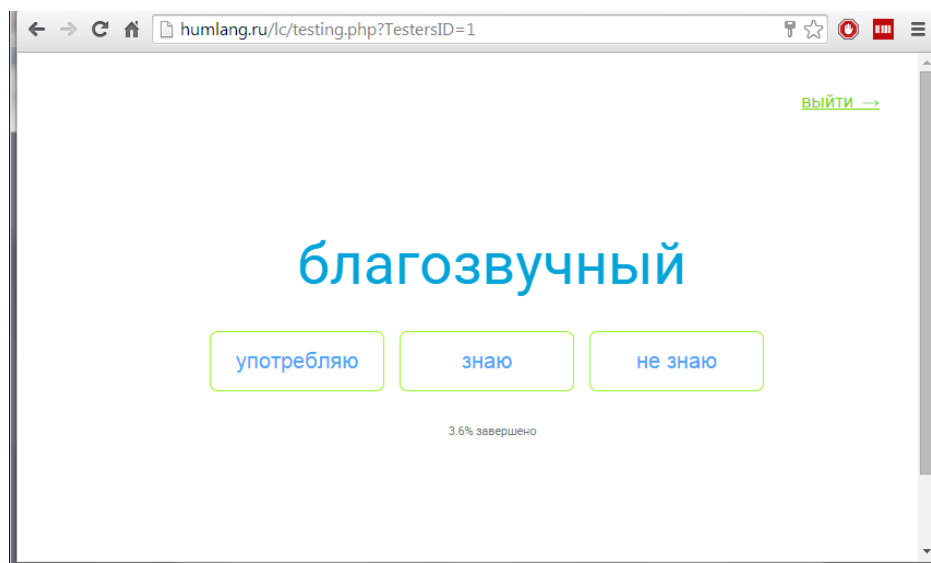 humlang.ru/lc/testing.php?TestersID=1
выйти →
благозвучный
употребляю знаю не знаю
3.6% завершено